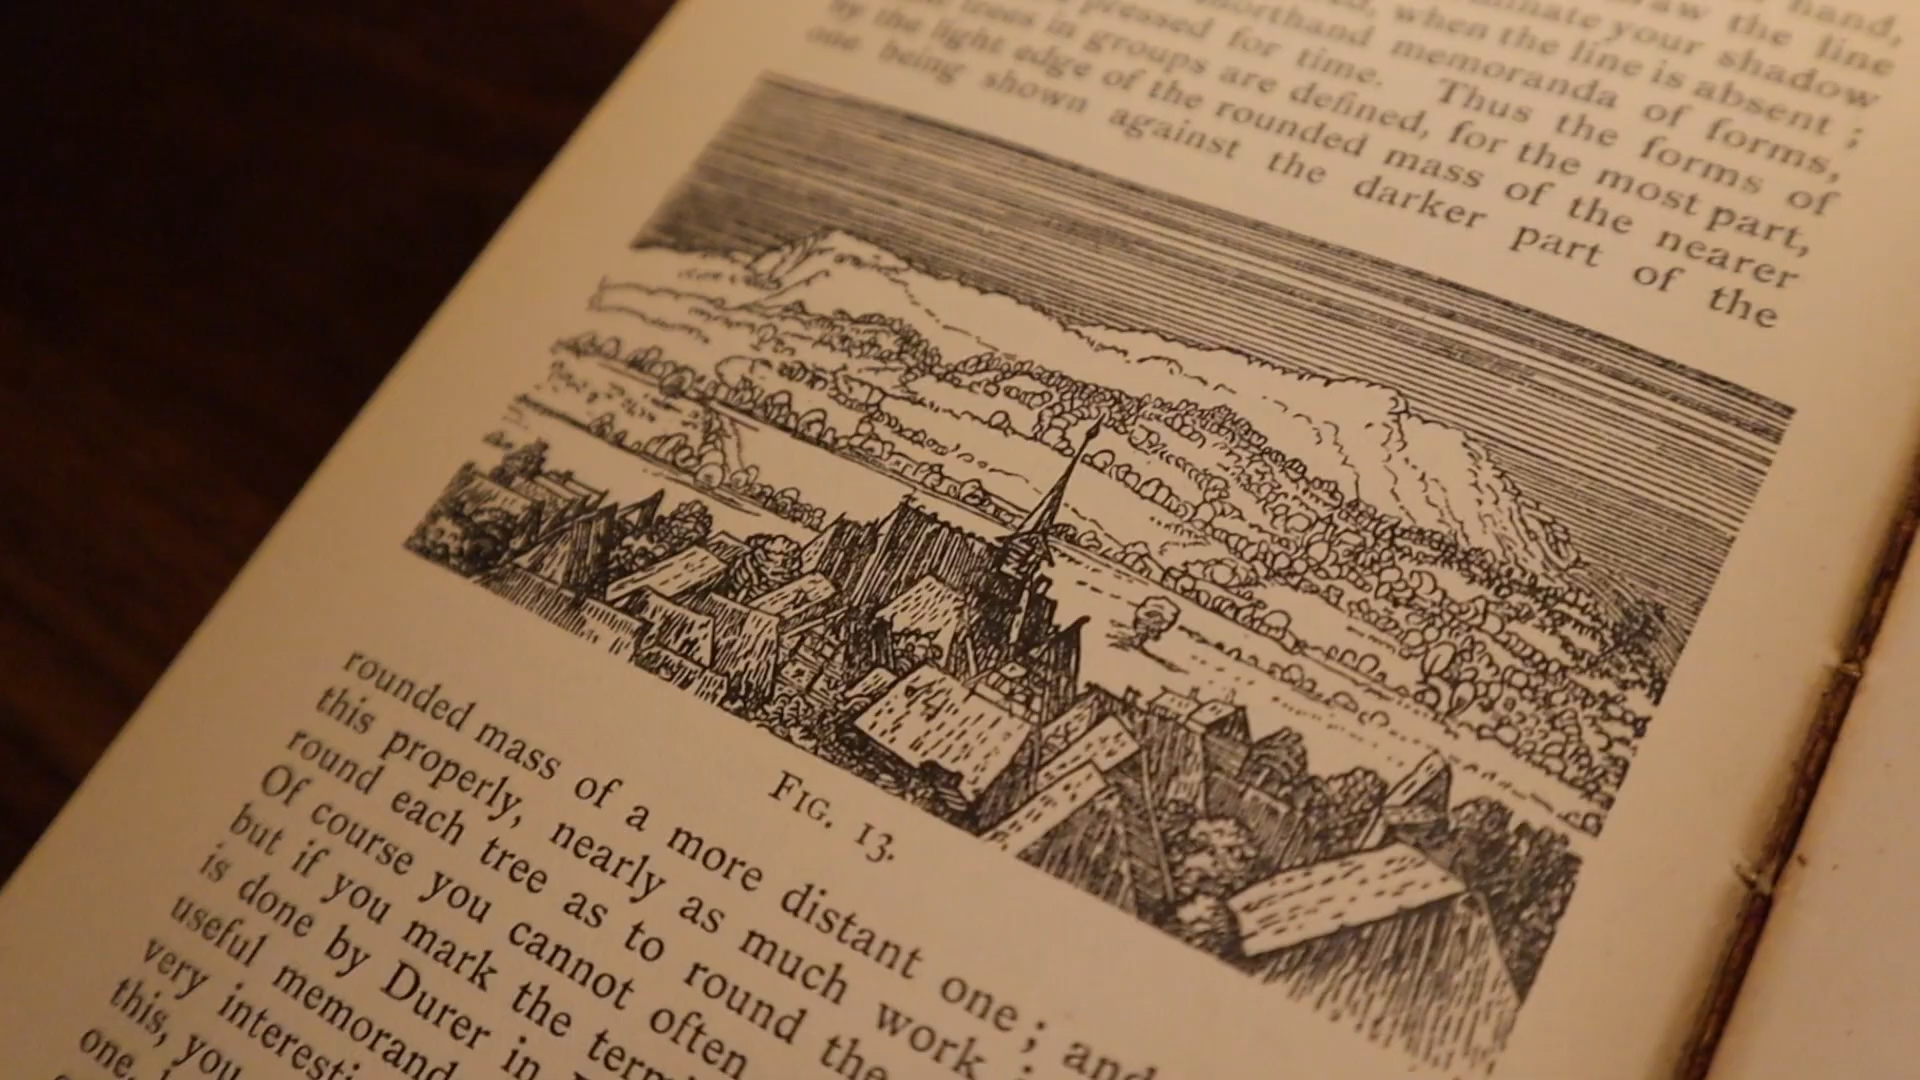 hand,
the line
your shadow
when the line is absent ;
shorthand memoranda of forms,
pressed for time. Thus the forms of
trees in groups are defined, for the most part,
by the light edge of the rounded mass of the nearer
one being shown against the darker part of the
FIG. 13.
rounded mass of a more distant one ; and
this properly, nearly as much work
round each tree as to round the
Of course you cannot often
but if you mark the
is done by Durer in
useful
very
this, you
one,